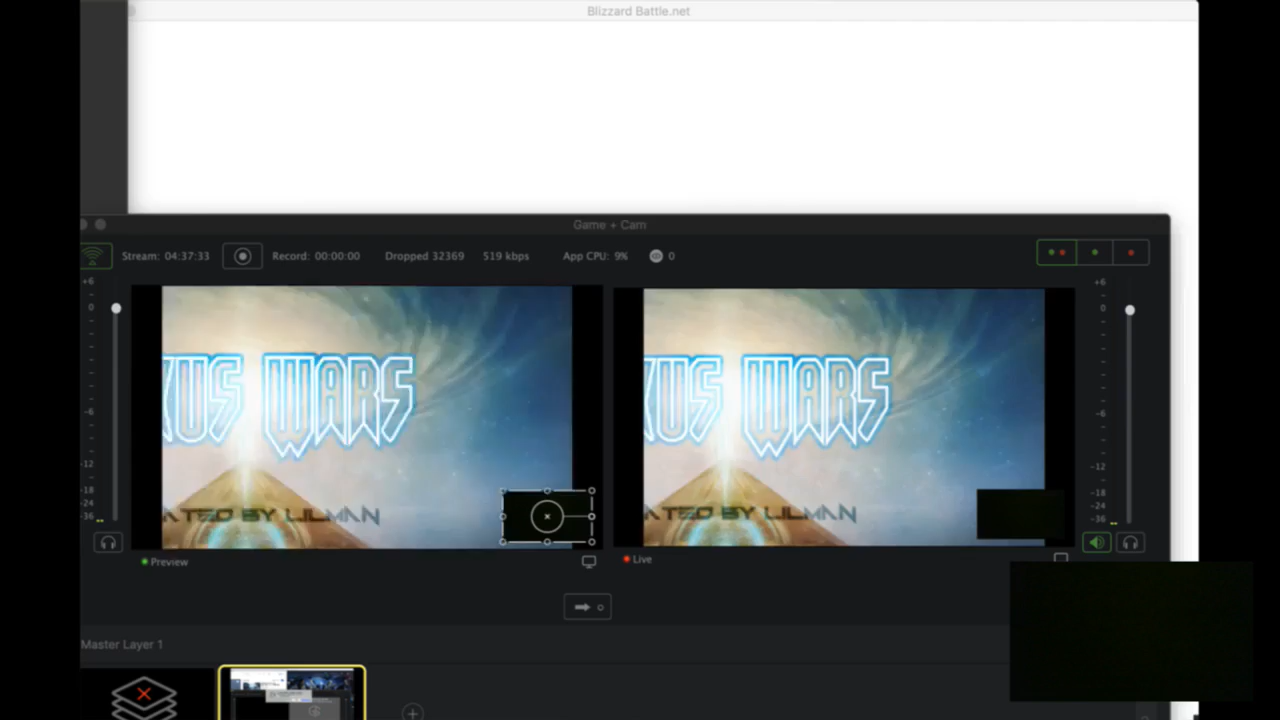 Blizzard Battle.net
Game + Cam
Stream: 04:37:33
Record: 00:00:00
Dropped 32369
519 kbps
App CPU: 9%
0
+6
0
-6
-12
-18
-24
-36
US WARS
ATED BY LILMAN
US WARS
ATED BY LILMAN
+6
0
-6
-12
-18
-24
-36
Preview
Live
Master Layer 1